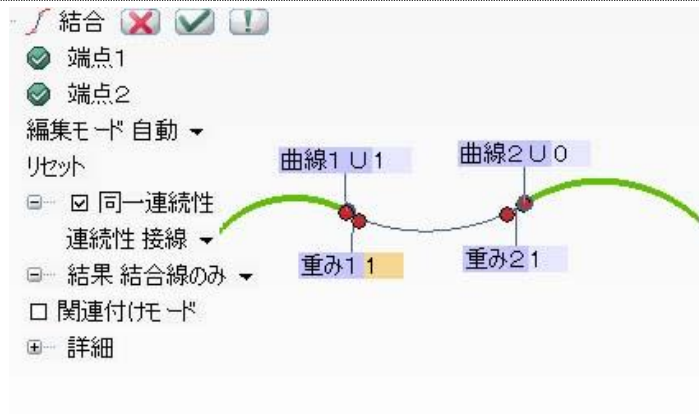 結合
端点1
端点2
編集モード 自動
リセット
同一連続性
連続性 接線
結果 結合線のみ
関連付けモード
詳細
曲線1 U 1
曲線2 U 0
重み1 1
重み2 1